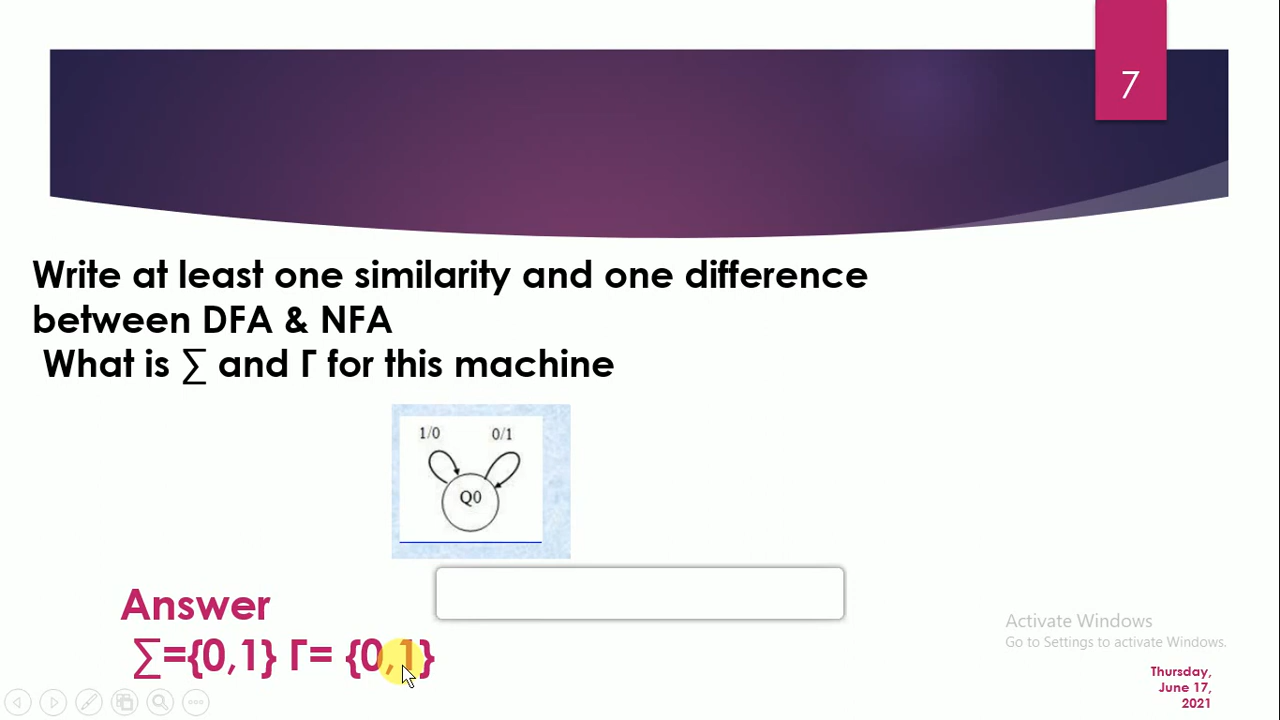 7
Write at least one similarity and one difference
between DFA & NFA
What is ∑ and Γ for this machine
1/0 0/1
Q0
Answer
∑={0,1} Γ= {0,1}
Activate Windows
Go to Settings to activate Windows.
Thursday,
June 17,
2021